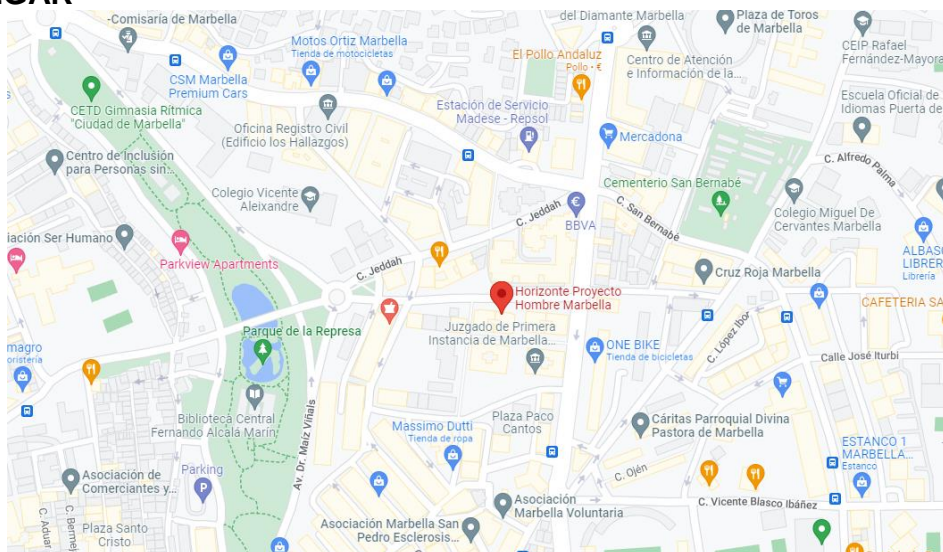 -Comisaría de Marbella
Motos Ortiz Marbella
Tienda de motocicletas
del Diamante Marbella
Plaza de Toros
de Marbella
El Pollo Andaluz
Pollo · €
Centro de Atención
e Información de la...
CEIP Rafael
CSM Marbella
Premium Cars
CETD Gimnasia Rítmica
"Ciudad de Marbella"
Estación de Servicio
Madese - Repsol
Escuela Oficial de
Idiomas Puerta de
Oficina Registro Civil
(Edificio los Hallazgos)
Mercadona
Centro de Inclusión
para Personas sin...
C. Alfredo Palma
Colegio Vicente
Aleixandre
Cementerio San Bernabé
C. Jeddah
BBVA
C. San Bernabé
Colegio Miguel De
Cervantes Marbella
iación Ser Humano
Parkview Apartments
C. Jeddah
Cruz Roja Marbella
Librería
Horizonte Proyecto
Hombre Marbella
CAFETERIA SA
Parque de la Represa
Juzgado de Primera
Instancia de Marbella...
ONE BIKE
Tienda de bicicletas
C. López Ibor
Calle José Iturbi
magro
Biblioteca Central
Fernando Alcalá Marín
Av. Dr. Maíz Viñals
Massimo Dutti
Tienda de ropa
Plaza Paco
Cantos
Cáritas Parroquial Divina
Pastora de Marbella
ESTANCO 1
MARBELLA...
Estanco
Asociación de
Comerciantes y...
Parking
P
C. Ojén
C. Vicente Blasco Ibáñez
Asociación
Marbella Voluntaria
Asociación Marbella San
Pedro Esclerosis...
Plaza Santo
Cristo
C. Aduar